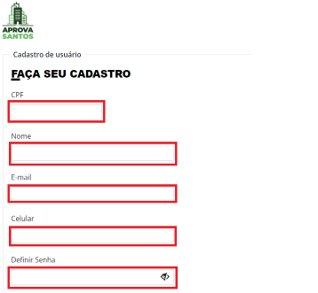 APROVA
SANTOS
Cadastro de usuário
FAÇA SEU CADASTRO
CPF
Nome
E-mail
Celular
Definir Senha